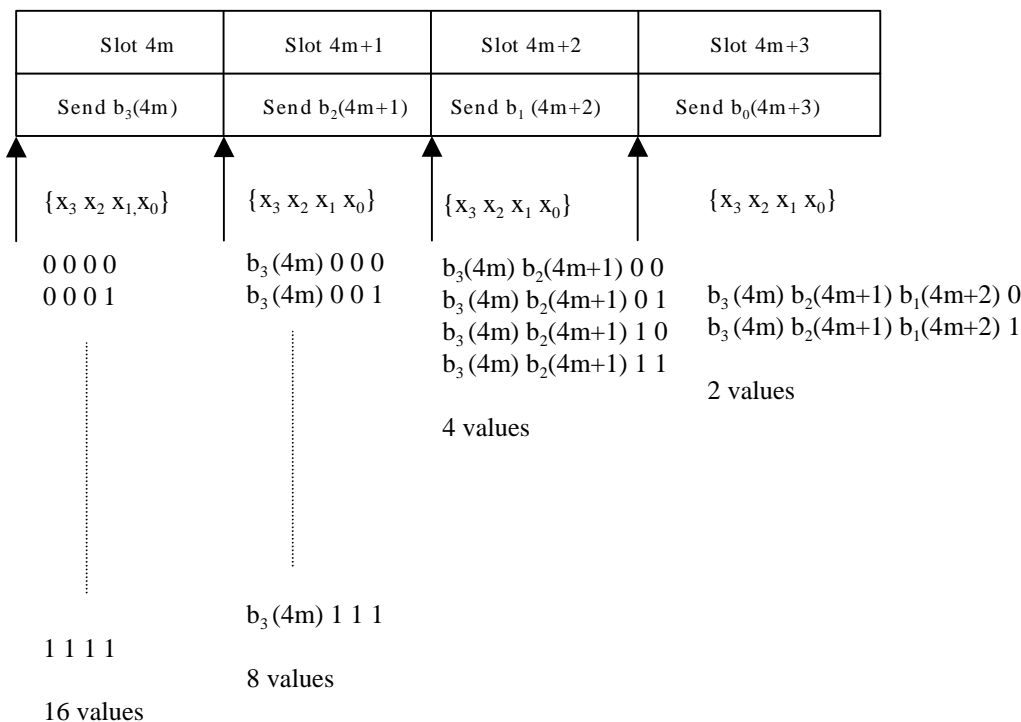 Slot 4m
Slot 4m+1
Slot 4m+2
Slot 4m+3
Send b₃(4m)
Send b₂(4m+1)
Send b₁ (4m+2)
Send b₀(4m+3)
{x₃ x₂ x₁,x₀}
0 0 0 0
0 0 0 1
1 1 1 1
16 values
{x₃ x₂ x₁ x₀}
b₃(4m) 0 0 0
b₃(4m) 0 0 1
b₃(4m) 1 1 1
8 values
{x₃ x₂ x₁ x₀}
b₃(4m) b₂(4m+1) 0 0
b₃(4m) b₂(4m+1) 0 1
b₃(4m) b₂(4m+1) 1 0
b₃(4m) b₂(4m+1) 1 1
4 values
{x₃ x₂ x₁ x₀}
b₃(4m) b₂(4m+1) b₁(4m+2) 0
b₃(4m) b₂(4m+1) b₁(4m+2) 1
2 values